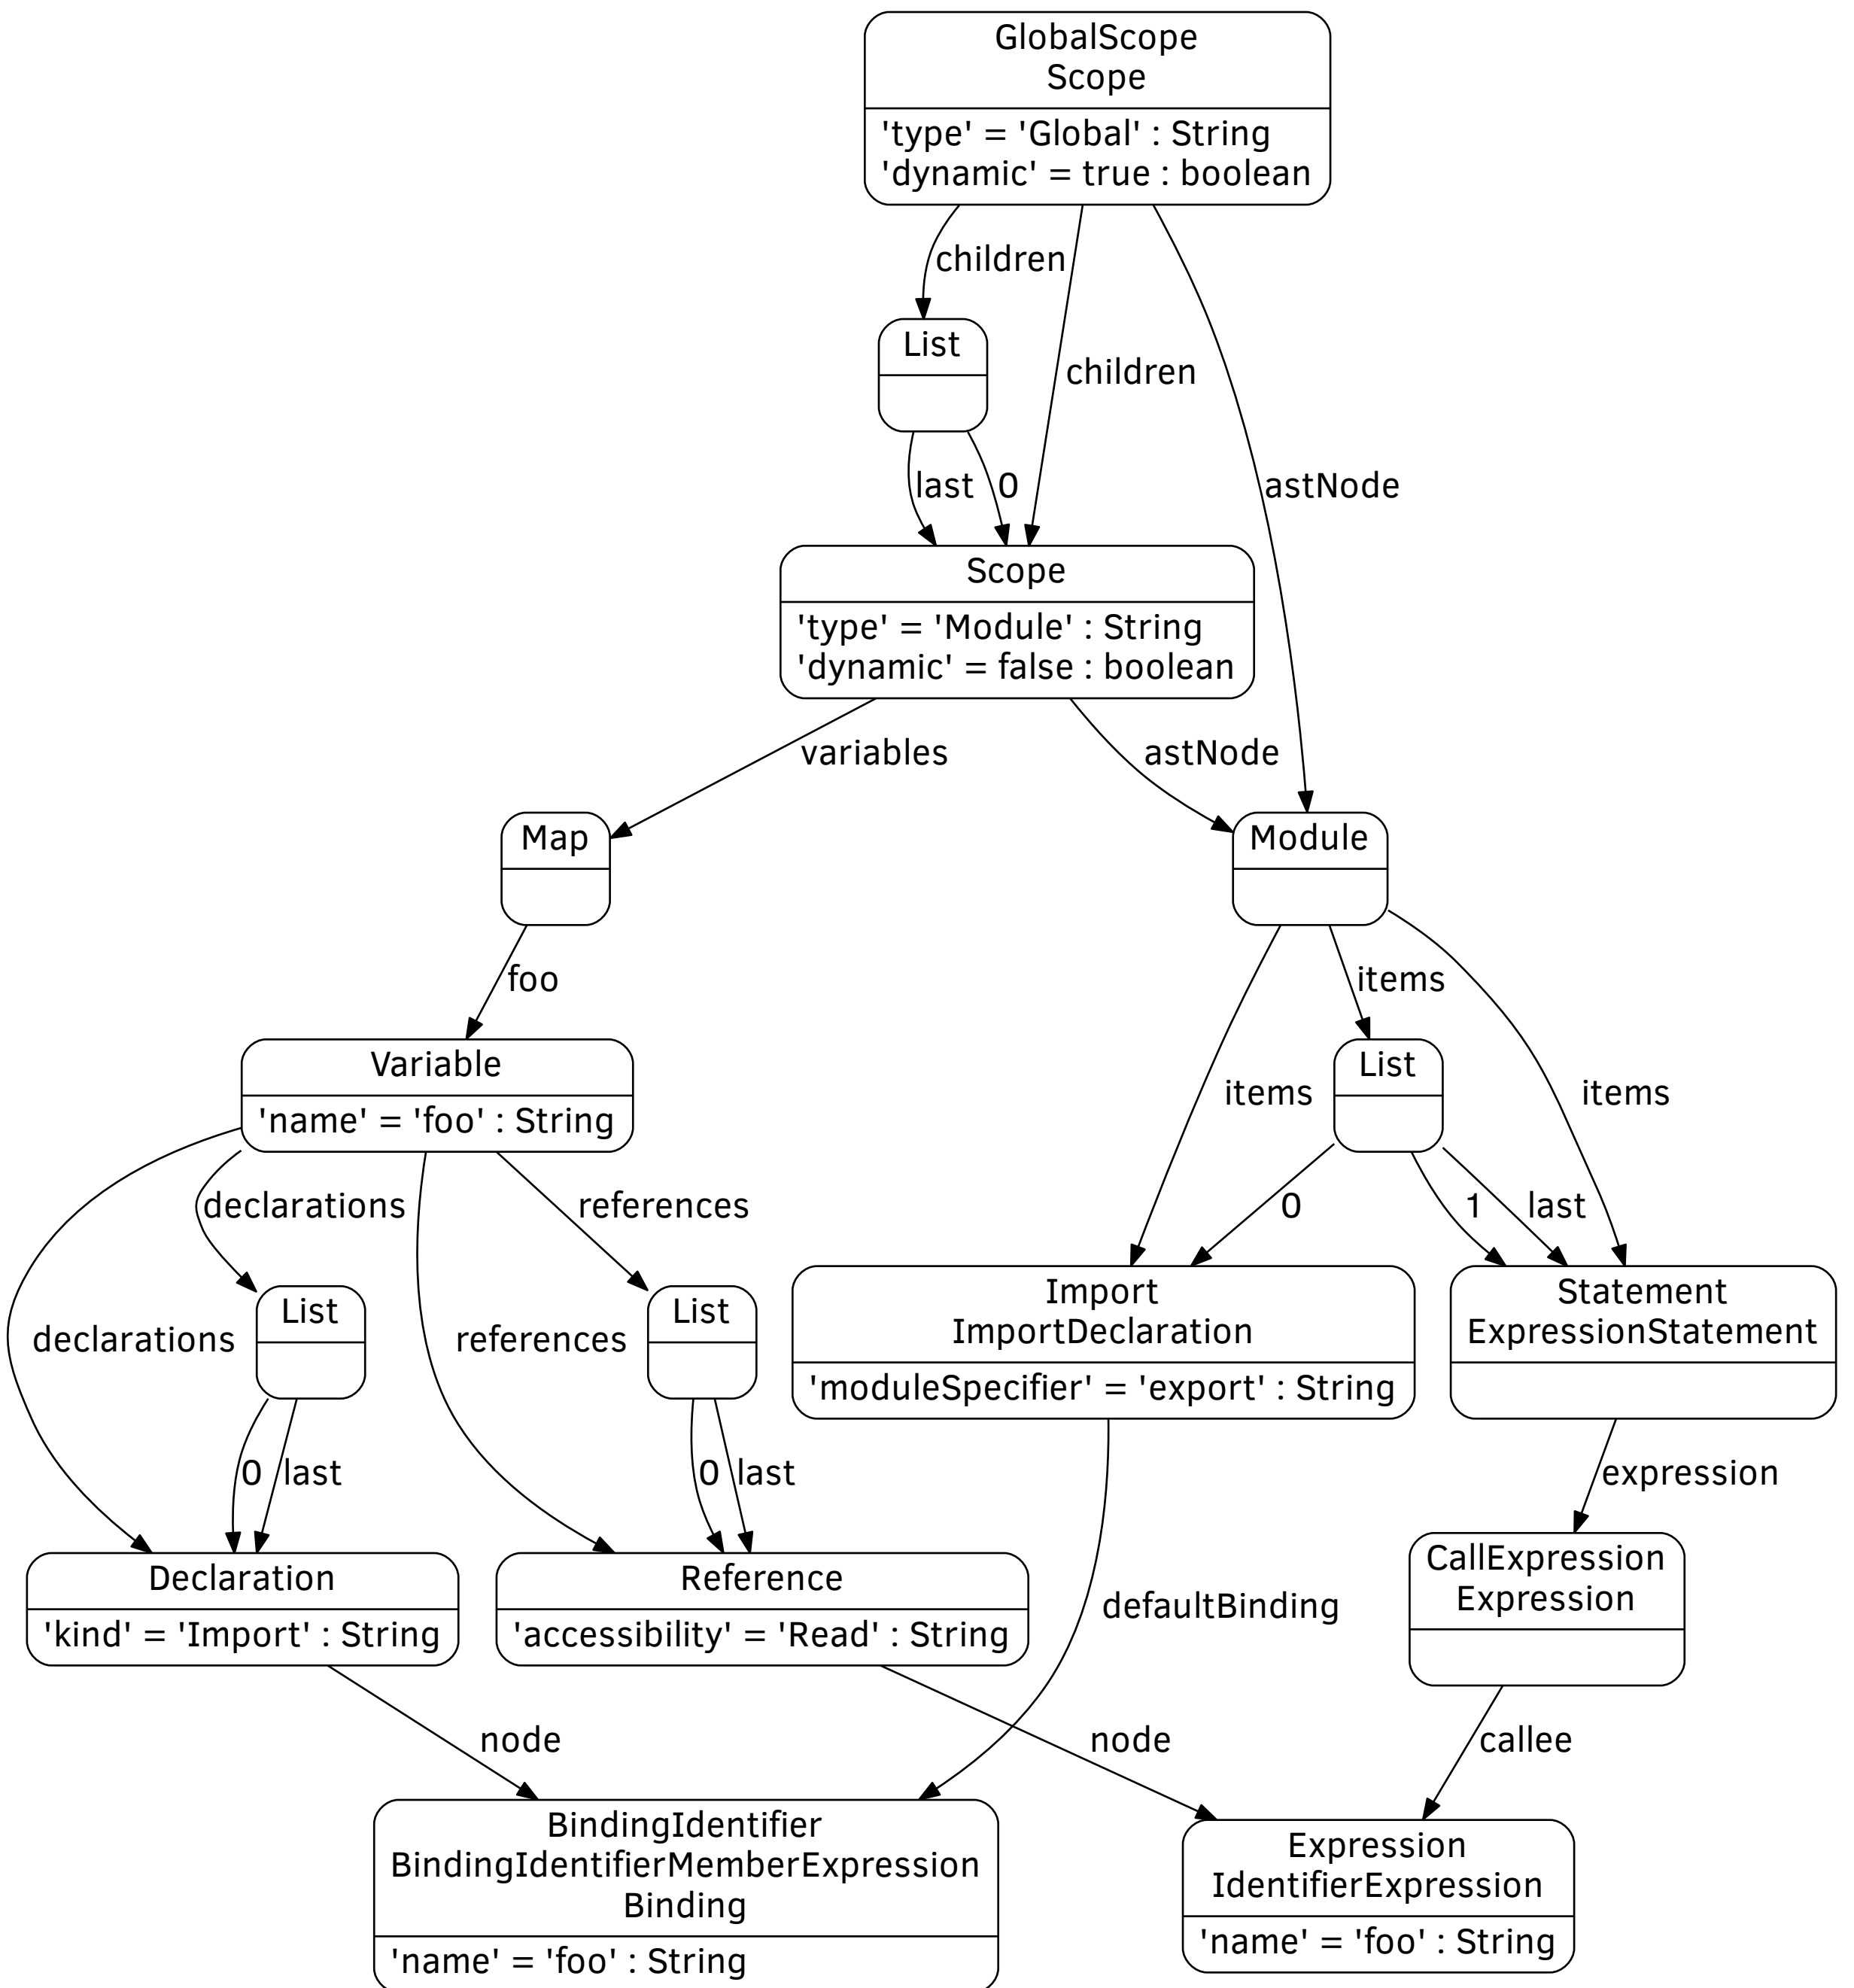 GlobalScope
Scope
'type' = 'Global' : String
'dynamic' = true : boolean
children
List
children
last
0
astNode
Scope
'type' = 'Module' : String
'dynamic' = false : boolean
variables
astNode
Map
Module
foo
items
Variable
'name' = 'foo' : String
List
items
items
declarations
references
0
1
last
declarations
List
references
List
Import
ImportDeclaration
'moduleSpecifier' = 'export' : String
Statement
ExpressionStatement
0
last
0
last
expression
Declaration
'kind' = 'Import' : String
Reference
'accessibility' = 'Read' : String
defaultBinding
CallExpression
Expression
node
node
callee
BindingIdentifier
BindingIdentifierMemberExpression
Binding
'name' = 'foo' : String
Expression
IdentifierExpression
'name' = 'foo' : String